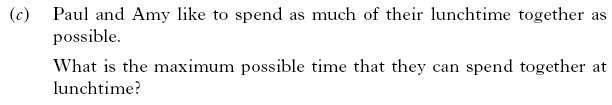 (c) Paul and Amy like to spend as much of their lunchtime together as
possible.
What is the maximum possible time that they can spend together at
lunchtime?